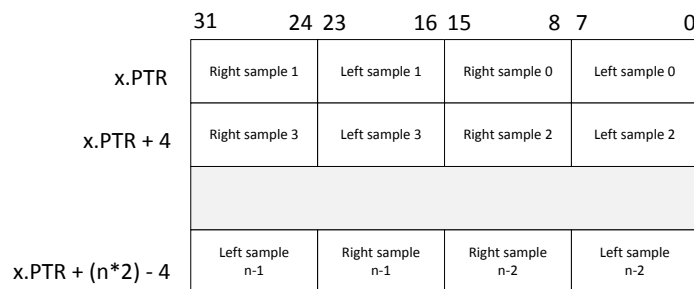 31 24 23 16 15 8 7 0
x.PTR Right sample 1 Left sample 1 Right sample 0 Left sample 0
x.PTR + 4 Right sample 3 Left sample 3 Right sample 2 Left sample 2
x.PTR + (n*2) - 4 Left sample n-1 Right sample n-1 Right sample n-2 Left sample n-2